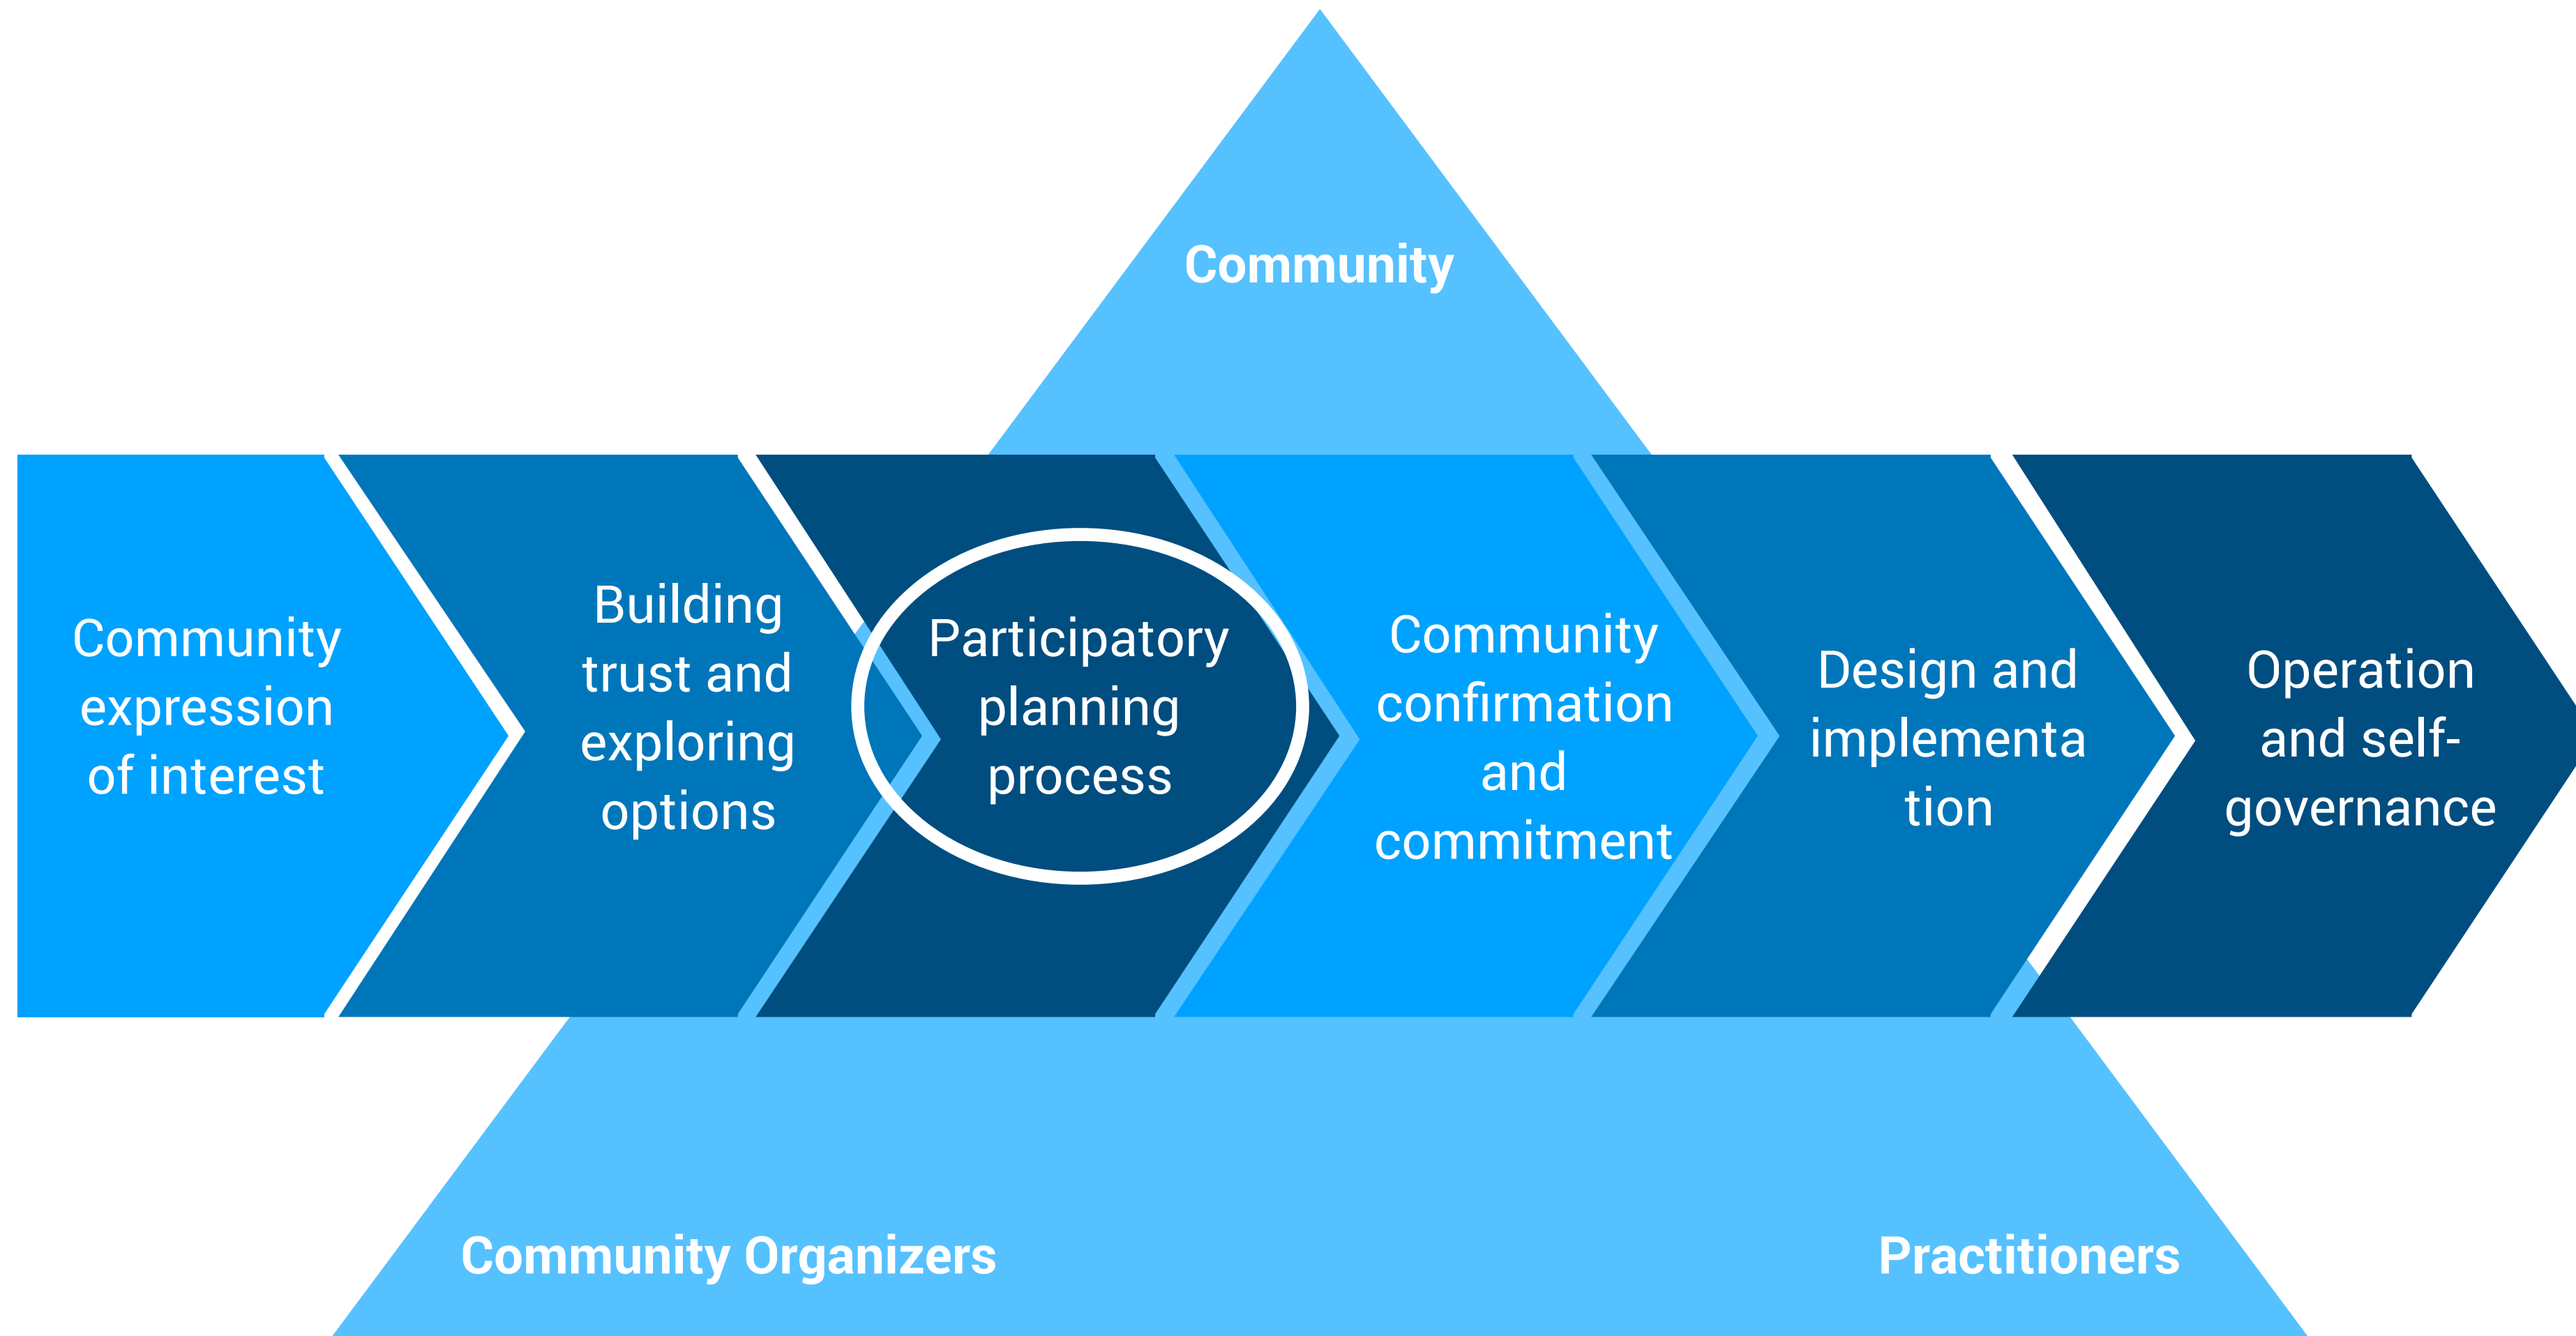 Community
Community
expression
of interest
Building
trust and
exploring
options
Participatory
planning
process
Community
confirmation
and
commitment
Design and
implementa
tion
Operation
and self-
governance
Community Organizers
Practitioners